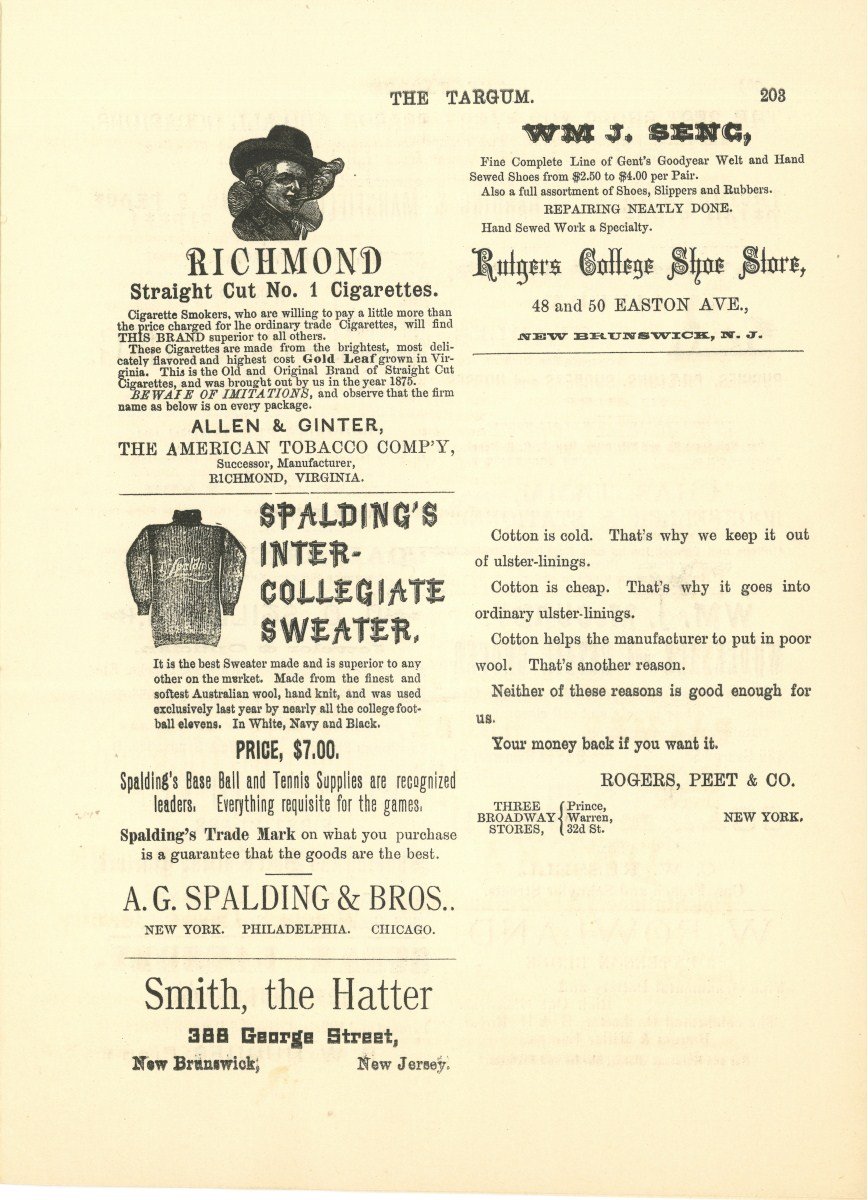 THE TARGUM.
203
RICHMOND
Straight Cut No. 1 Cigarettes.
Cigarette Smokers, who are willing to pay a little more than
the price charged for lhe ordinary trade Cigarettes, will find
THIS BRAND superior to all others.
These Cigarettes are made from the brightest, most deli-
cately flavored and highest cost Gold Leaf grown in Vir-
ginia. This is the Old and Original Brand of Straight Cut
Cigarettes, and was brought out by us in the year 1875.
BEWAIE OF IMITATIONS, and observe that the firm
name as below is on every package.
ALLEN & GINTER,
THE AMERICAN TOBACCO COMP'Y,
Successor, Manufacturer,
RICHMOND, VIRGINIA.
Spalding
SPALDING'S
INTER-
COLLEGIATE
SWEATER,
It is the best Sweater made and is superior to any
other on the market. Made from the finest and
softest Australian wool, hand knit, and was used
exclusively last year by nearly all the college foot-
ball elevens. In White, Navy and Black.
PRICE, $7.00.
Spalding's Base Ball and Tennis Supplies are recognized
leaders. Everything requisite for the games.
Spalding's Trade Mark on what you purchase
is a guarantee that the goods are the best.
A. G. SPALDING & BROS..
NEW YORK. PHILADELPHIA. CHICAGO.
Smith, the Hatter
388 George Street,
New Brunswick, New Jersey.
WM J. SENG,
Fine Complete Line of Gent's Goodyear Welt and Hand
Sewed Shoes from $2.50 to $4.00 per Pair.
Also a full assortment of Shoes, Slippers and Rubbers.
REPAIRING NEATLY DONE.
Hand Sewed Work a Specialty.
Rutgers College Shoe Store,
48 and 50 EASTON AVE.,
NEW BRUNSWICK, N. J.
Cotton is cold. That's why we keep it out
of ulster-linings.
Cotton is cheap. That's why it goes into
ordinary ulster-linings.
Cotton helps the manufacturer to put in poor
wool. That's another reason.
Neither of these reasons is good enough for
us.
Your money back if you want it.
ROGERS, PEET & CO.
THREE { Prince,
BROADWAY { Warren, NEW YORK.
STORES, { 32d St.